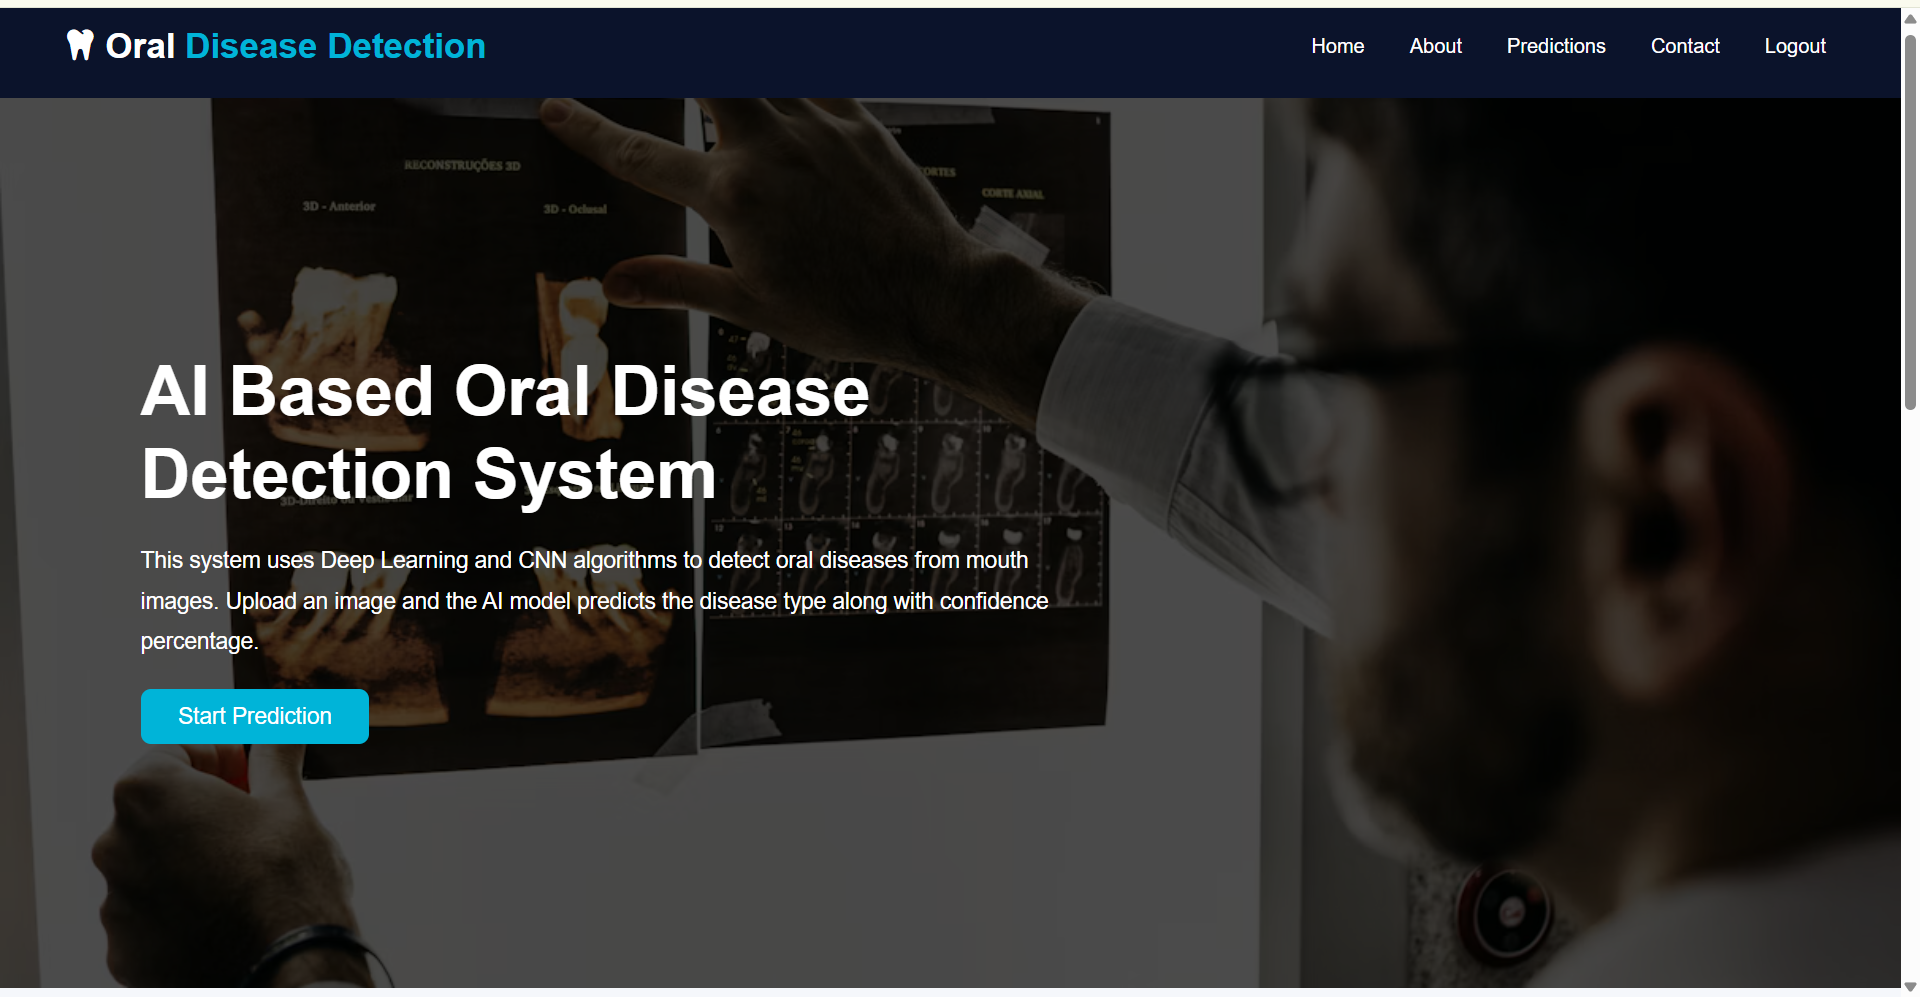 Oral Disease Detection
Home About Predictions Contact Logout
RECONSTRUÇÕES 3D
3D - Anterior
3D - Oclusal
CORTE AXIAL
AI Based Oral Disease
Detection System
This system uses Deep Learning and CNN algorithms to detect oral diseases from mouth
images. Upload an image and the AI model predicts the disease type along with confidence
percentage.
Start Prediction